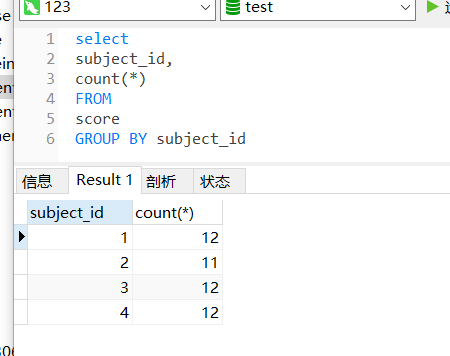 123
test
1 select
2 subject_id,
3 count(*)
4 FROM
5 score
6 GROUP BY subject_id
信息 Result 1 剖析 状态
subject_id count(*)
1 12
2 11
3 12
4 12